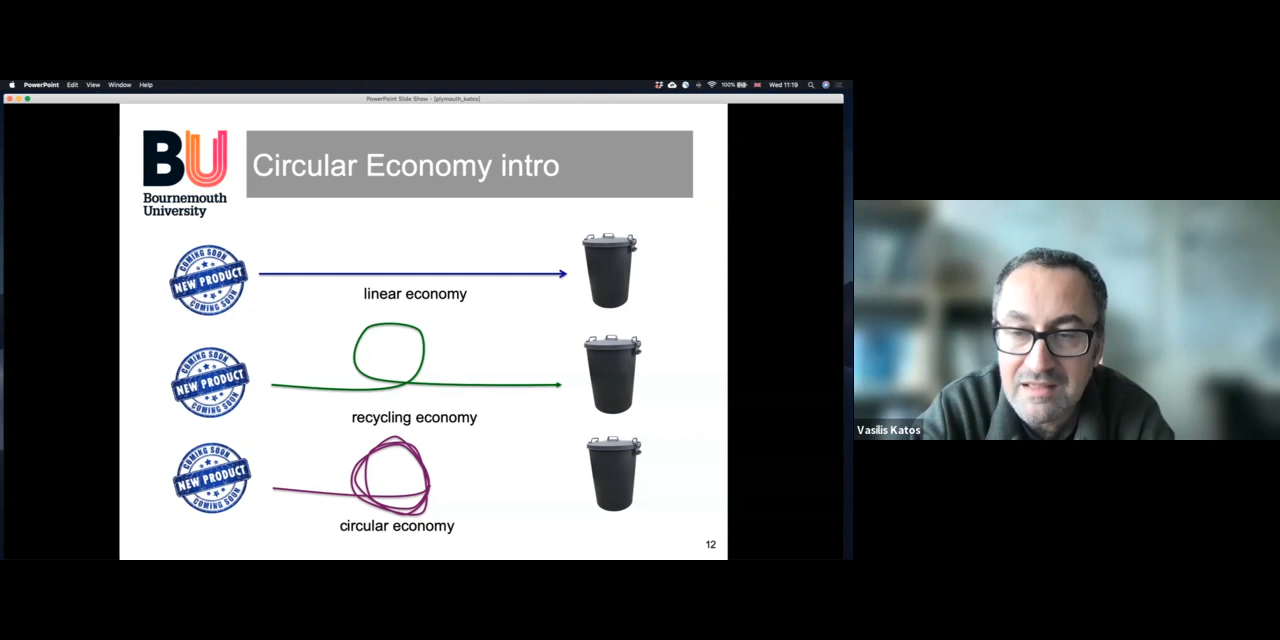 PowerPoint Edit View Window Help
100% Wed 11:19
PowerPoint Slide Show - [plymouth_katos]
BU
Bournemouth
University
Circular Economy intro
COMING SOON
NEW PRODUCT
COMING SOON
linear economy
COMING SOON
NEW PRODUCT
COMING SOON
recycling economy
COMING SOON
NEW PRODUCT
COMING SOON
circular economy
12
Vasilis Katos